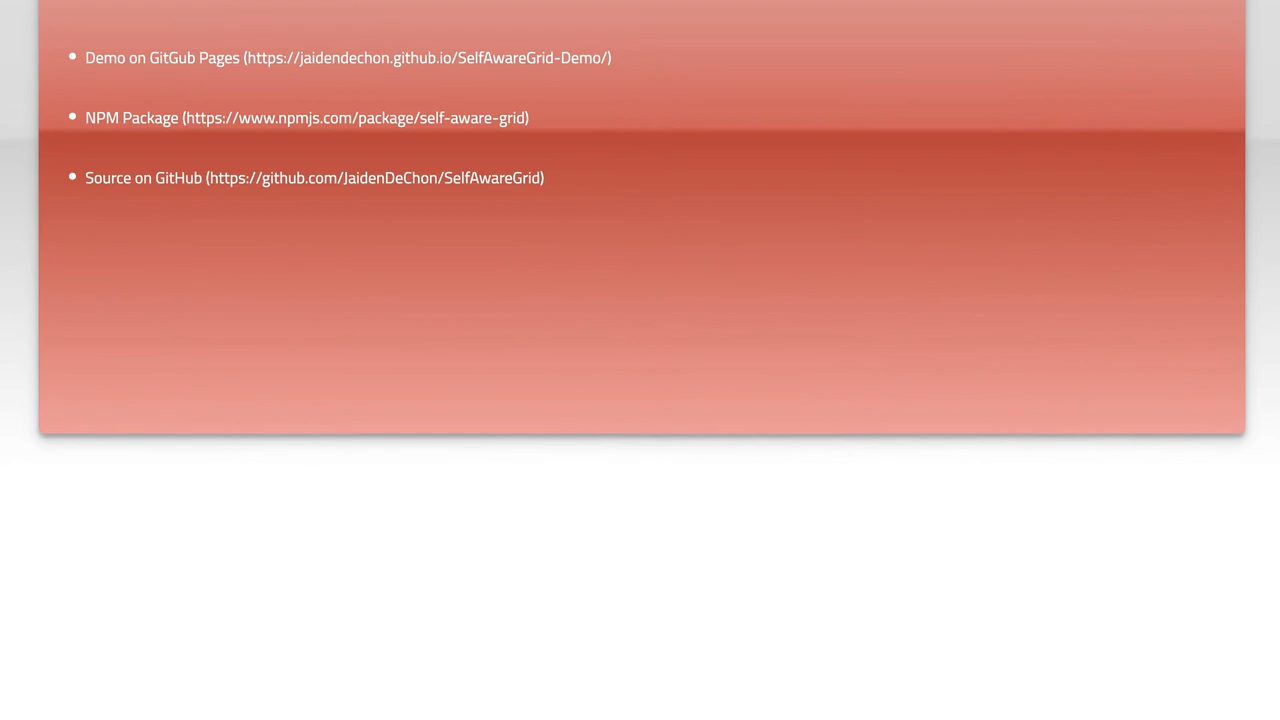 • Demo on GitGub Pages (https://jaidendechon.github.io/SelfAwareGrid-Demo/)
• NPM Package (https://www.npmjs.com/package/self-aware-grid)
• Source on GitHub (https://github.com/JaidenDeChon/SelfAwareGrid)